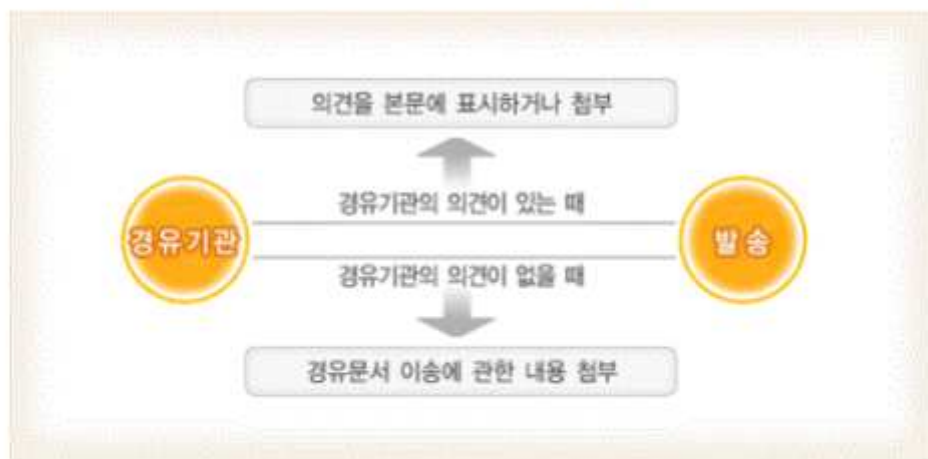 의견을 본문에 표시하거나 첨부
경유기관의 의견이 있는 때
경유기관
발송
경유기관의 의견이 없을 때
경유문서 이송에 관한 내용 첨부